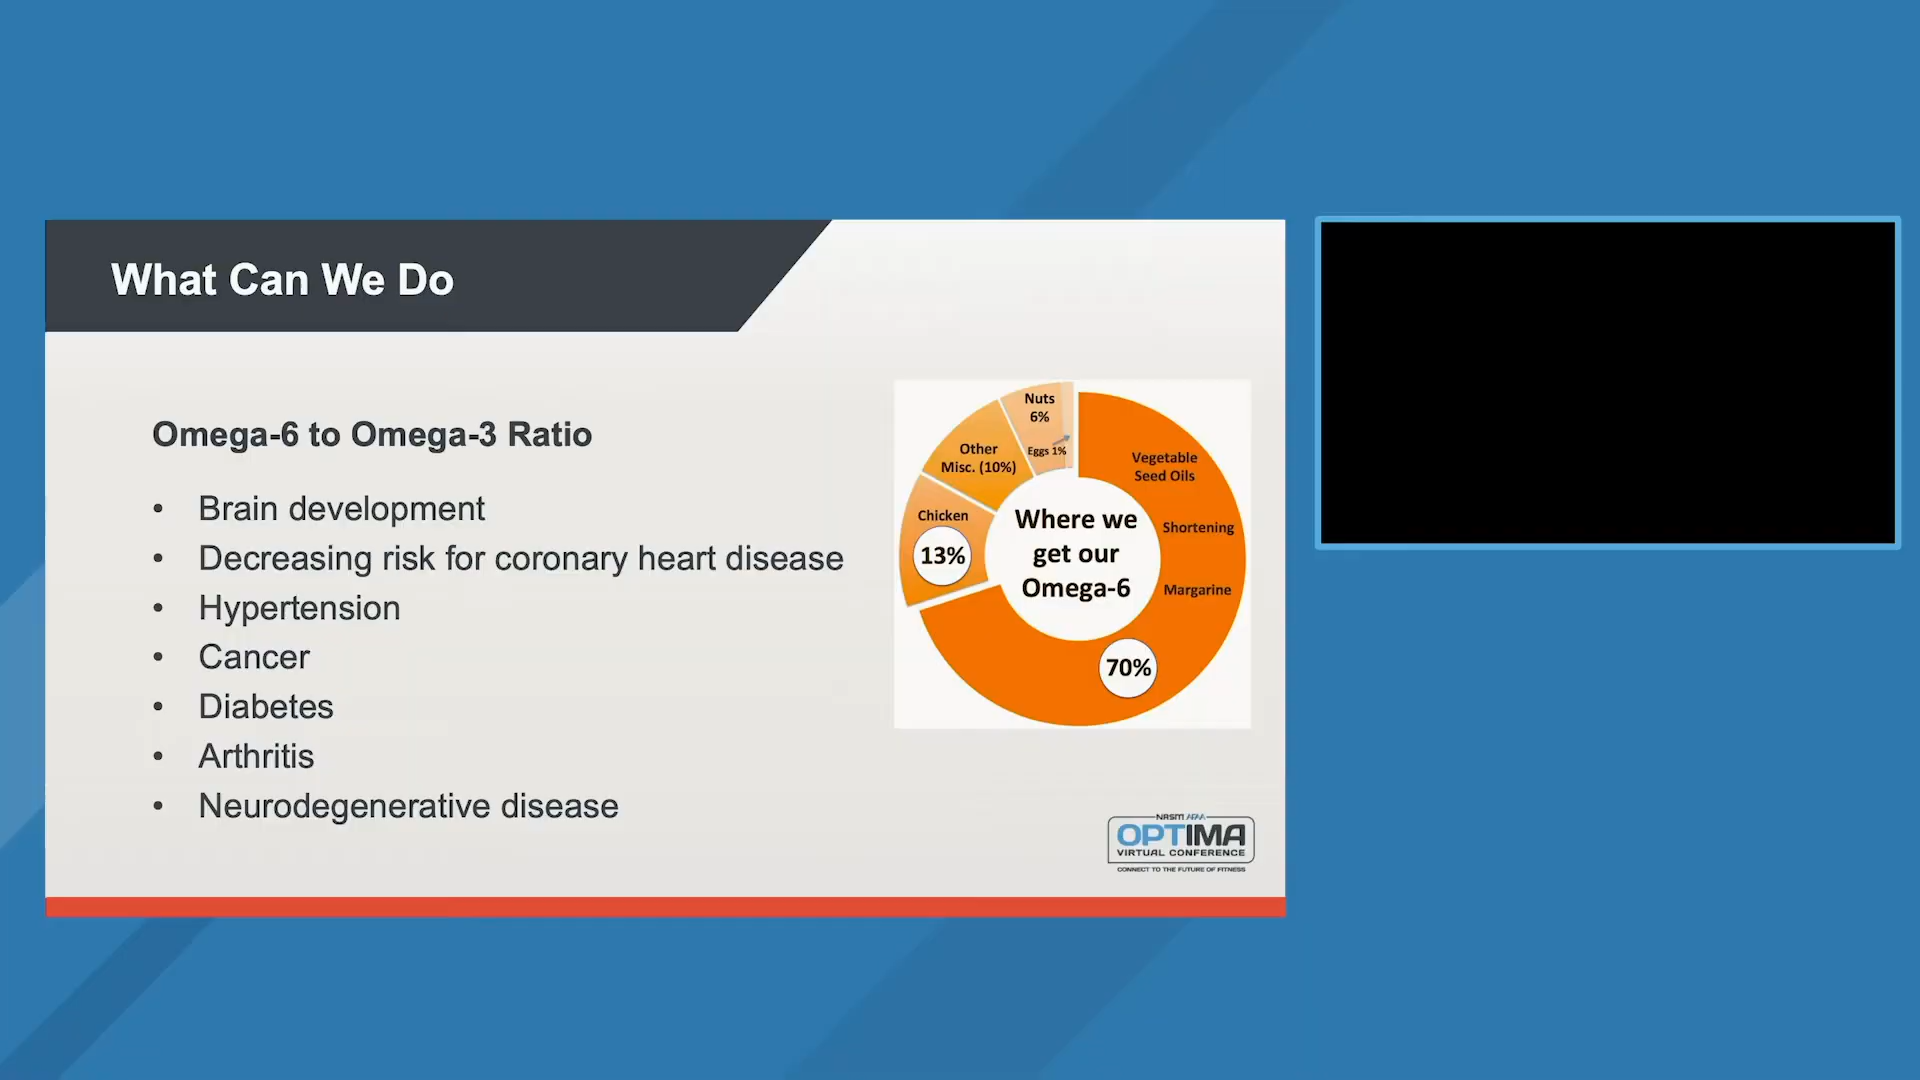 What Can We Do
Omega-6 to Omega-3 Ratio
• Brain development
• Decreasing risk for coronary heart disease
• Hypertension
• Cancer
• Diabetes
• Arthritis
• Neurodegenerative disease
Nuts
6%
Eggs 1%
Other
Misc. (10%)
Chicken
13%
Where we
get our
Omega-6
Vegetable
Seed Oils
Shortening
Margarine
70%
NASM AFAA
OPTIMA
VIRTUAL CONFERENCE
CONNECT TO THE FUTURE OF FITNESS